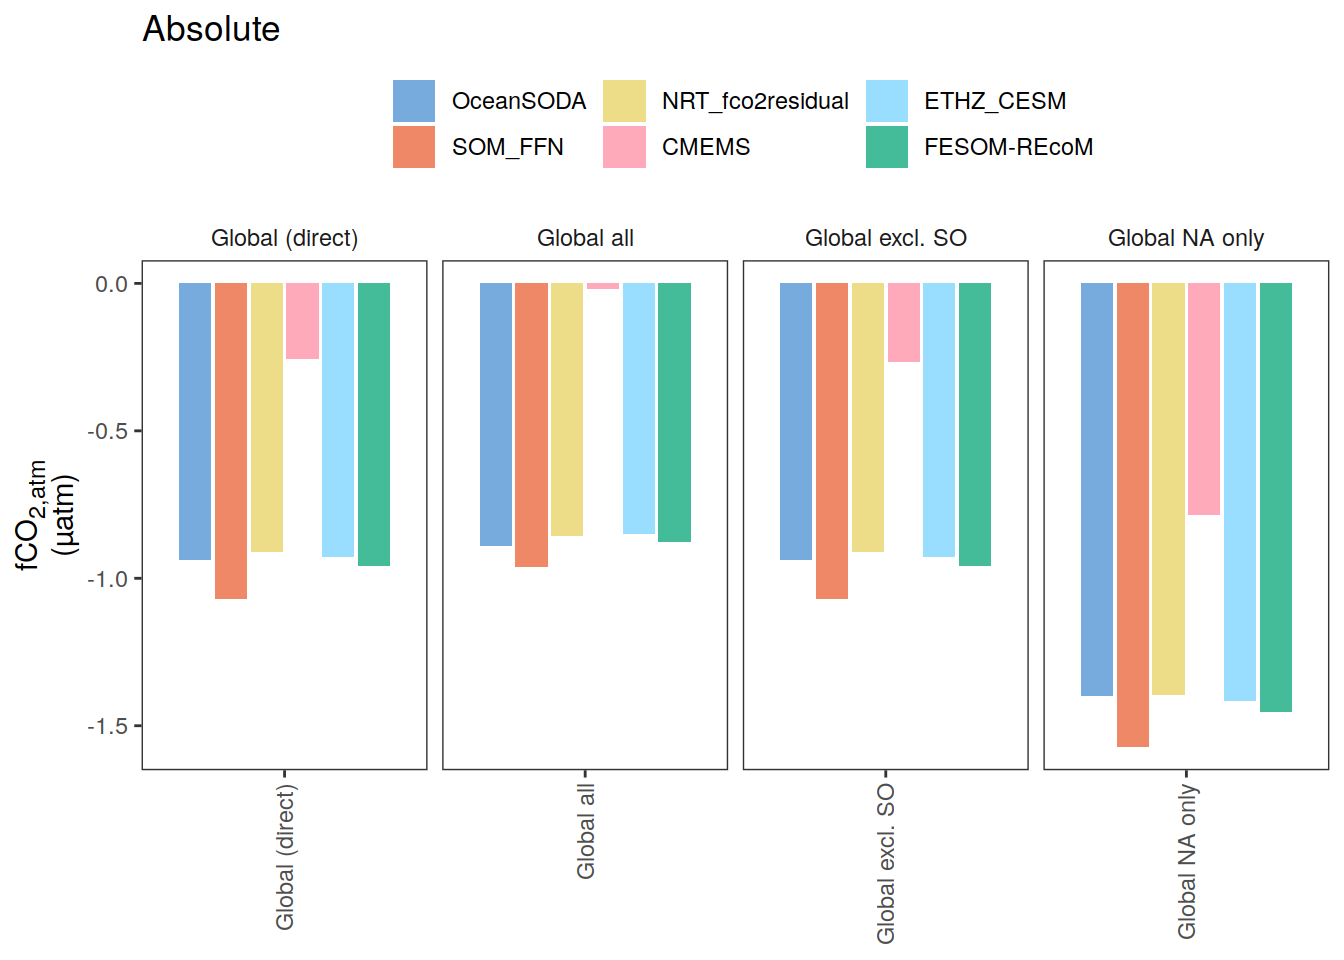 Absolute
OceanSODA NRT_fco2residual ETHZ_CESM
SOM_FFN CMEMS FESOM-REcoM
Global (direct) Global all Global excl. SO Global NA only
0.0
-0.5
-1.0
-1.5
fCO2,atm
(µatm)
Global (direct)
Global all
Global excl. SO
Global NA only